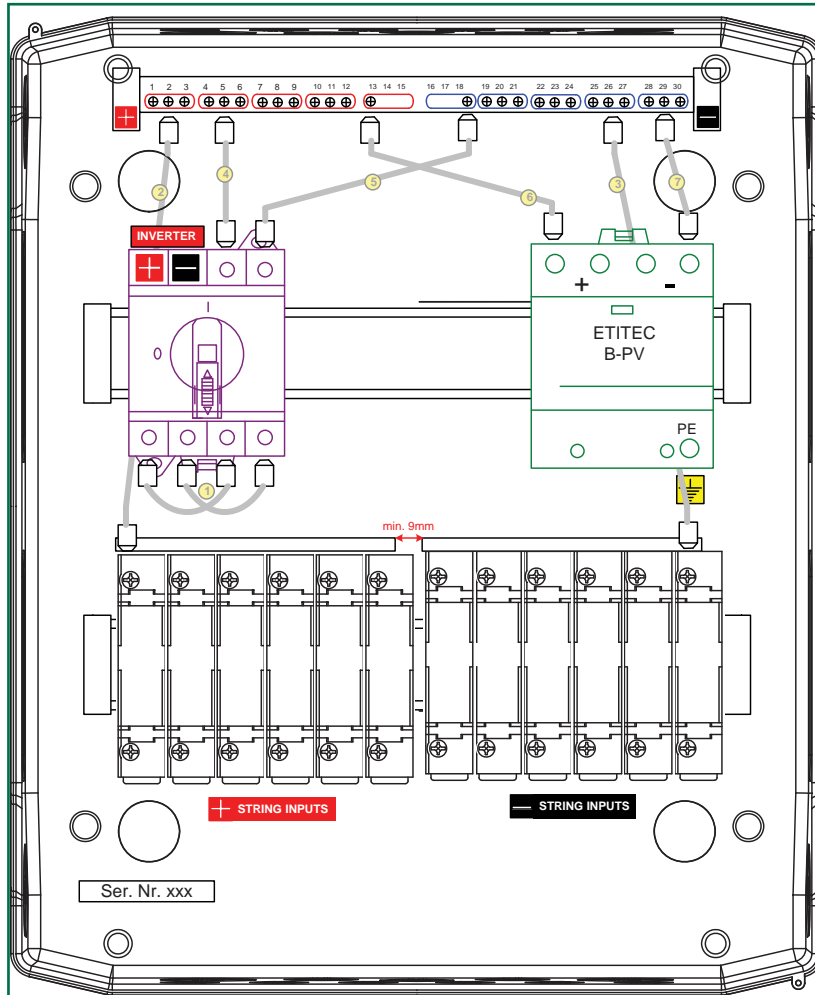 1 2 3 4 5 6 7 8 9 10 11 12 13 14 15 16 17 18 19 20 21 22 23 24 25 26 27 28 29 30
+ −
2 4 5 6 3 7
INVERTER
+ −
I
O
+ -
ETITEC
B-PV
PE
1
min. 9mm
+ STRING INPUTS
− STRING INPUTS
Ser. Nr. xxx